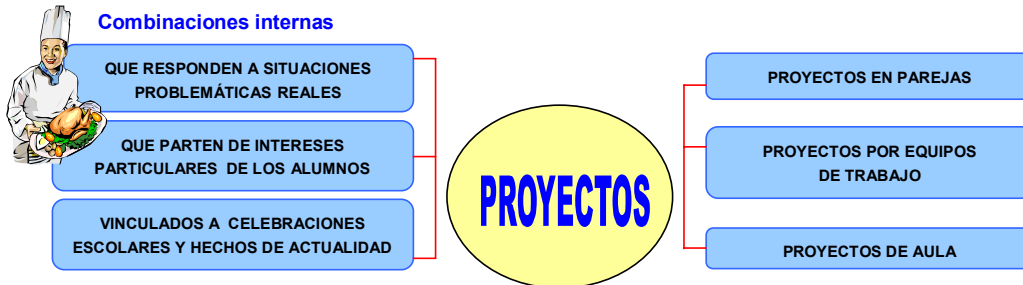 Combinaciones internas
QUE RESPONDEN A SITUACIONES
PROBLEMÁTICAS REALES
QUE PARTEN DE INTERESES
PARTICULARES DE LOS ALUMNOS
VINCULADOS A CELEBRACIONES
ESCOLARES Y HECHOS DE ACTUALIDAD
PROYECTOS
PROYECTOS EN PAREJAS
PROYECTOS POR EQUIPOS
DE TRABAJO
PROYECTOS DE AULA